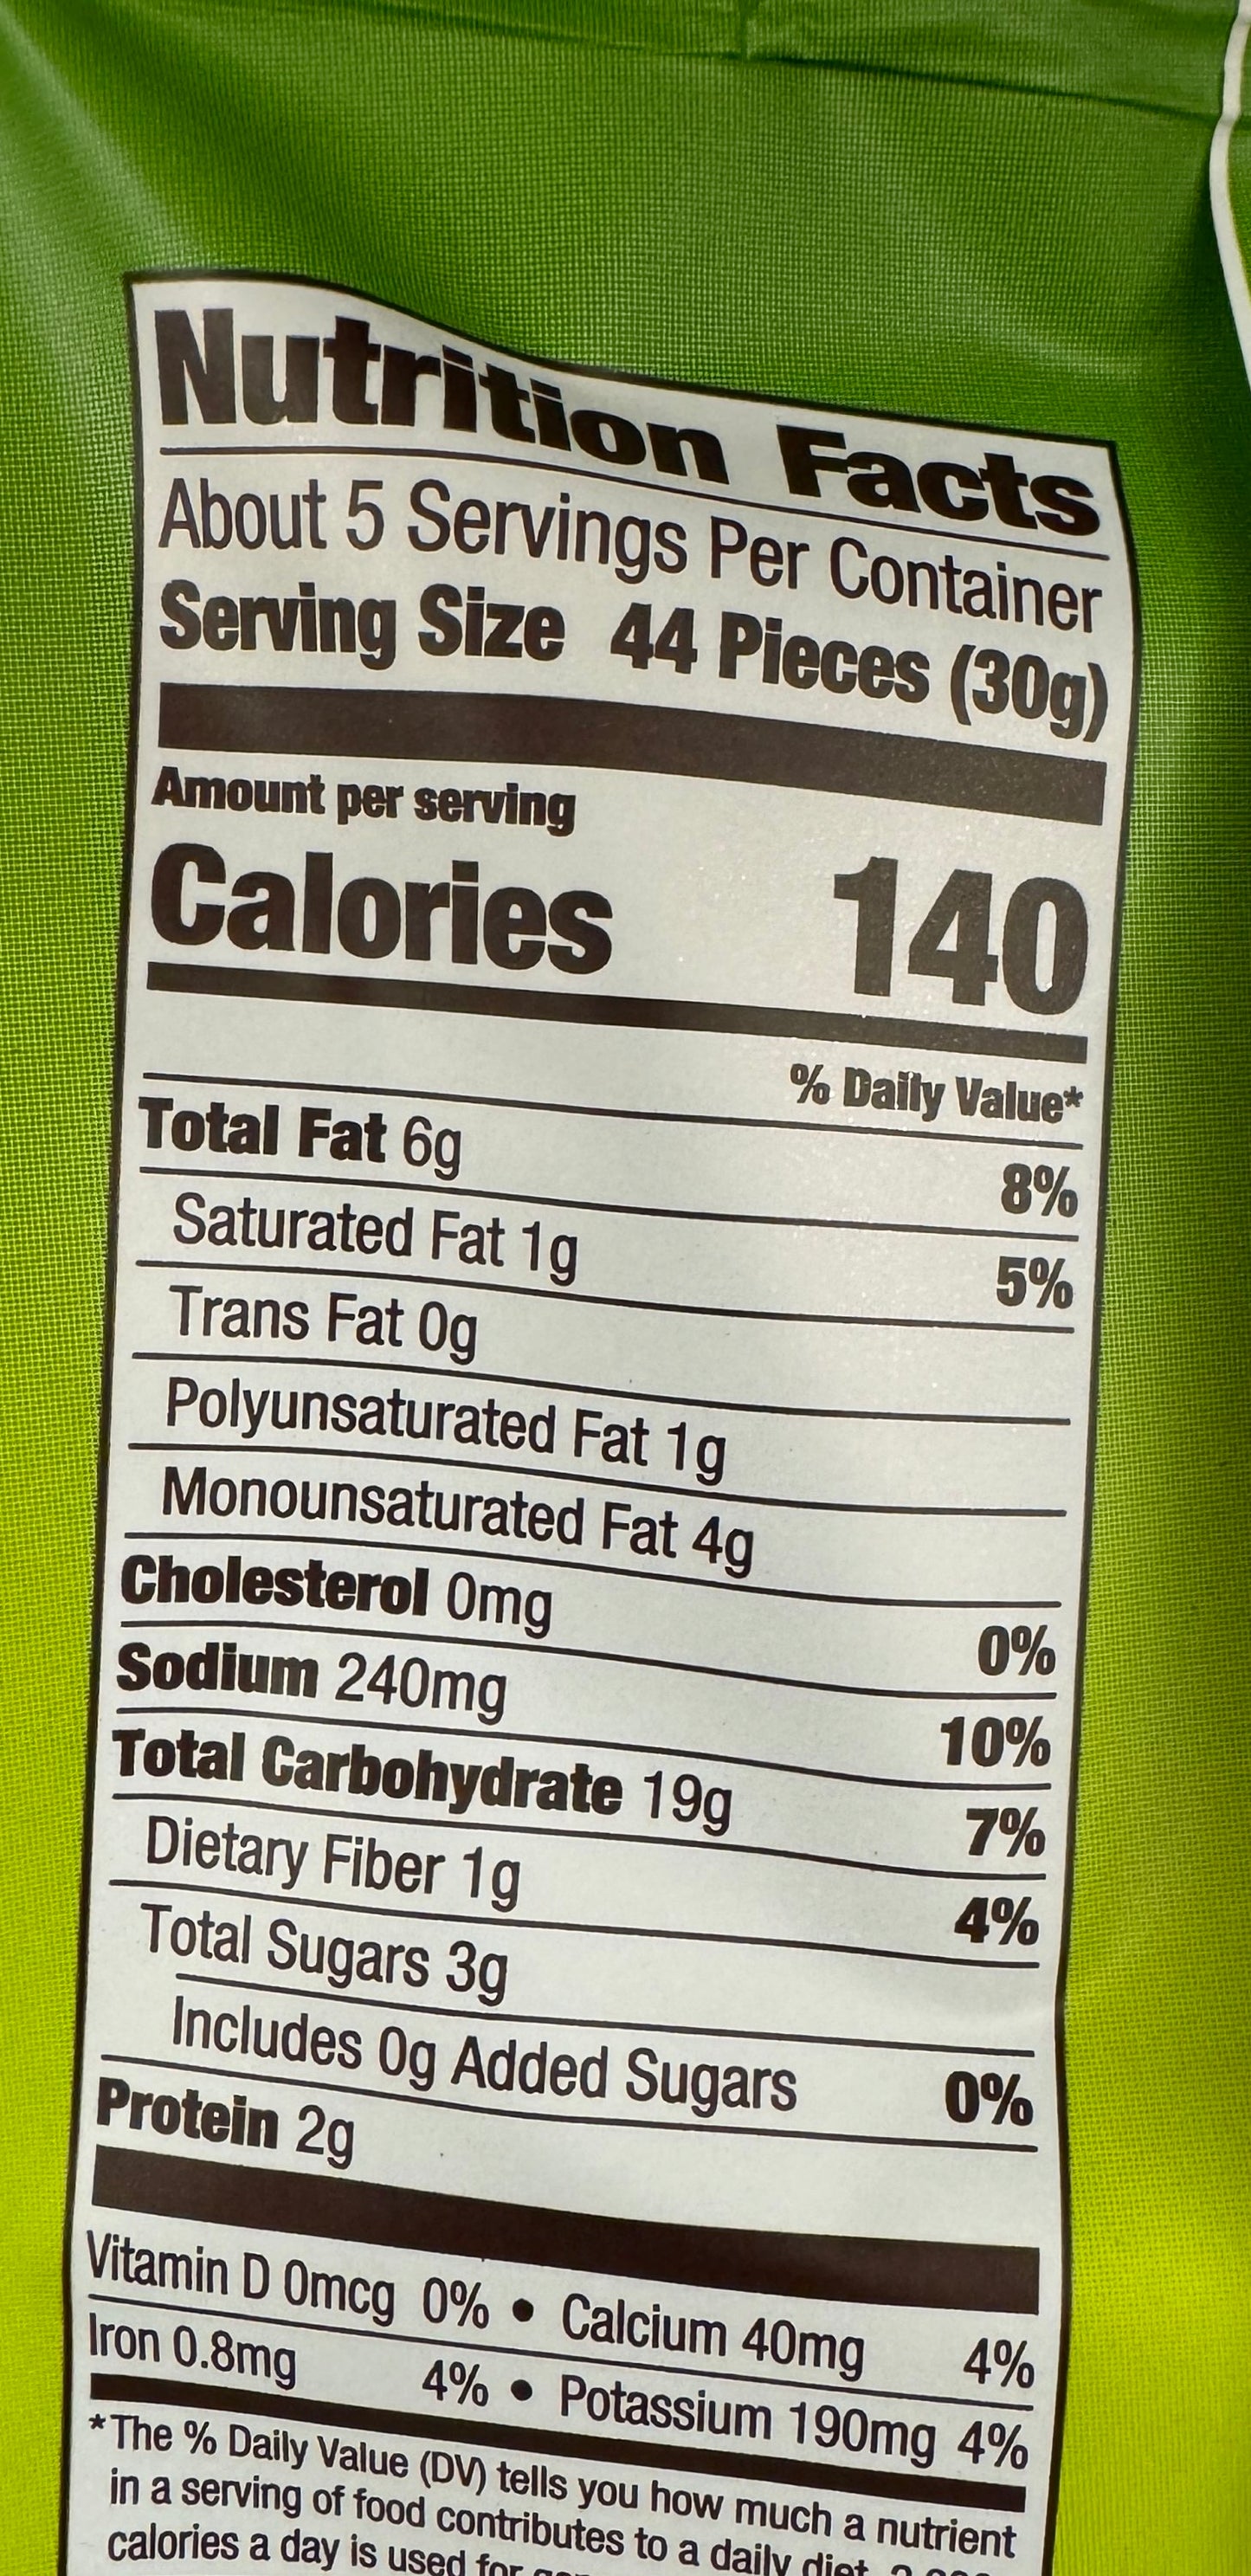 Nutrition Facts
About 5 Servings Per Container
Serving Size 44 Pieces (30g)
Amount per serving
Calories 140
% Daily Value*
Total Fat 6g 8%
Saturated Fat 1g 5%
Trans Fat 0g
Polyunsaturated Fat 1g
Monounsaturated Fat 4g
Cholesterol 0mg 0%
Sodium 240mg 10%
Total Carbohydrate 19g 7%
Dietary Fiber 1g 4%
Total Sugars 3g
Includes 0g Added Sugars 0%
Protein 2g
Vitamin D 0mcg 0% • Calcium 40mg 4%
Iron 0.8mg 4% • Potassium 190mg 4%
*The % Daily Value (DV) tells you how much a nutrient
in a serving of food contributes to a daily diet.
calories a day is used for